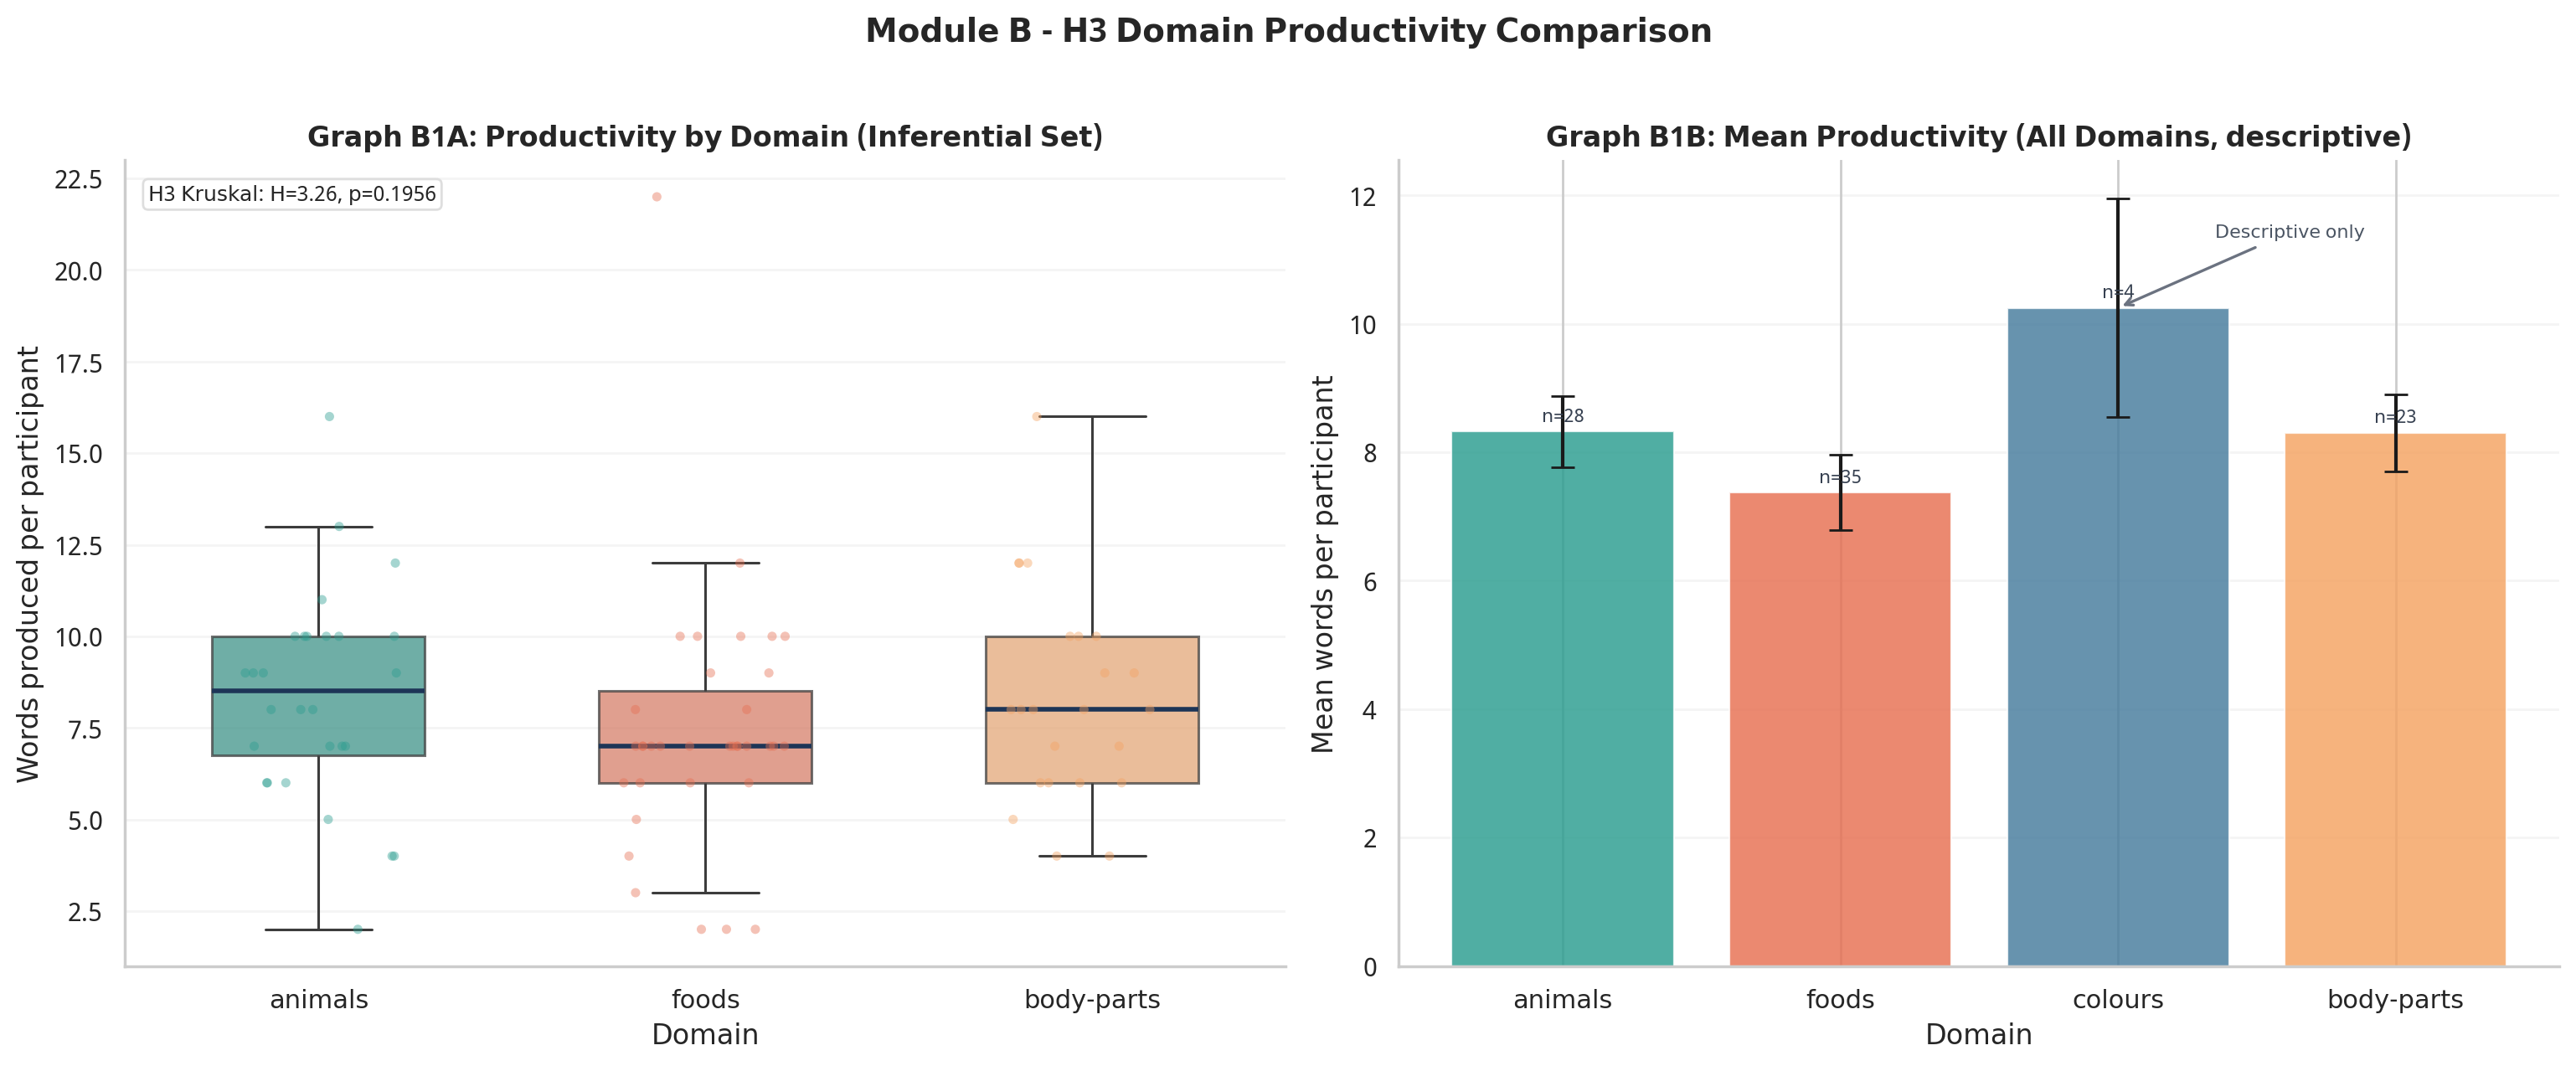 Module B - H3 Domain Productivity Comparison
Graph B1A: Productivity by Domain (Inferential Set)
H3 Kruskal: H=3.26, p=0.1956
Words produced per participant
22.5
20.0
17.5
15.0
12.5
10.0
7.5
5.0
2.5
animals
foods
body-parts
Domain
Graph B1B: Mean Productivity (All Domains, descriptive)
Mean words per participant
12
10
8
6
4
2
0
Descriptive only
n=28
n=35
n=4
n=23
animals
foods
colours
body-parts
Domain